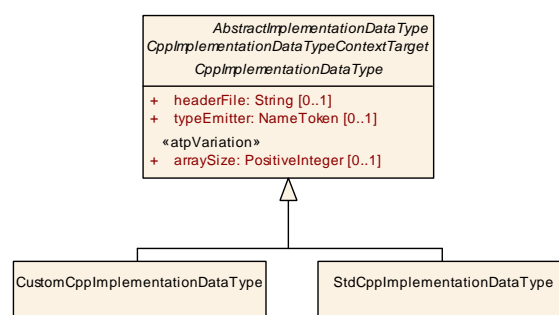 AbstractImplementationDataType
CppImplementationDataTypeContextTarget
CppImplementationDataType
+ headerFile: String [0..1]
+ typeEmitter: NameToken [0..1]
«atpVariation»
+ arraySize: PositiveInteger [0..1]
CustomCppImplementationDataType
StdCppImplementationDataType